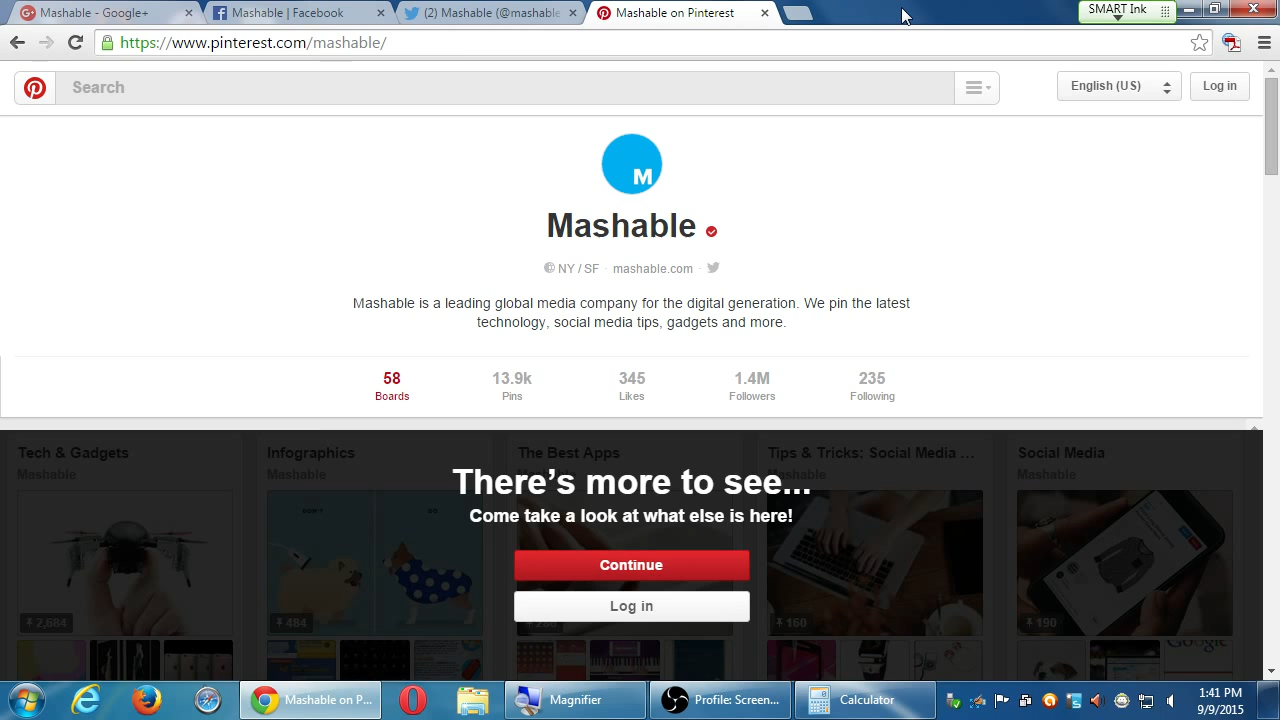 Mashable - Google+
Mashable | Facebook
(2) Mashable (@mashable
Mashable on Pinterest
SMART Ink
https://www.pinterest.com/mashable/
Search
English (US)
Log in
M
Mashable
NY / SF · mashable.com ·
Mashable is a leading global media company for the digital generation. We pin the latest
technology, social media tips, gadgets and more.
58
Boards
13.9k
Pins
345
Likes
1.4M
Followers
235
Following
Tech & Gadgets
Mashable
Infographics
Mashable
The Best Apps
Mashable
Tips & Tricks: Social Media ...
Mashable
Social Media
Mashable
There's more to see...
Come take a look at what else is here!
Continue
Log in
DON'T
DO
2,684
484
160
190
Google
Mashable on P...
Magnifier
Profile: Screen...
Calculator
1:41 PM
9/9/2015